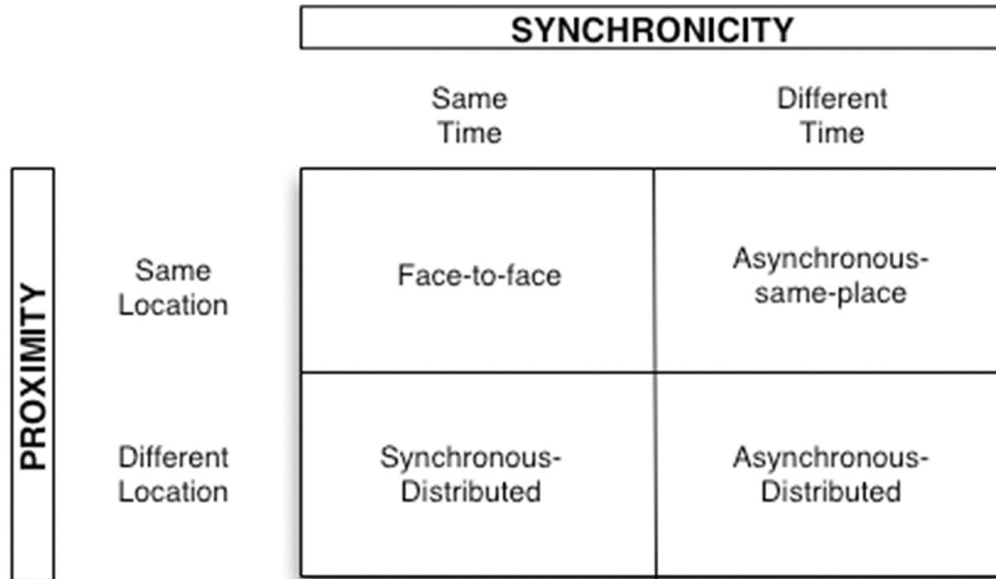 SYNCHRONICITY
Same
Time
Different
Time
PROXIMITY
Same
Location
Face-to-face
Asynchronous-
same-place
Different
Location
Synchronous-
Distributed
Asynchronous-
Distributed